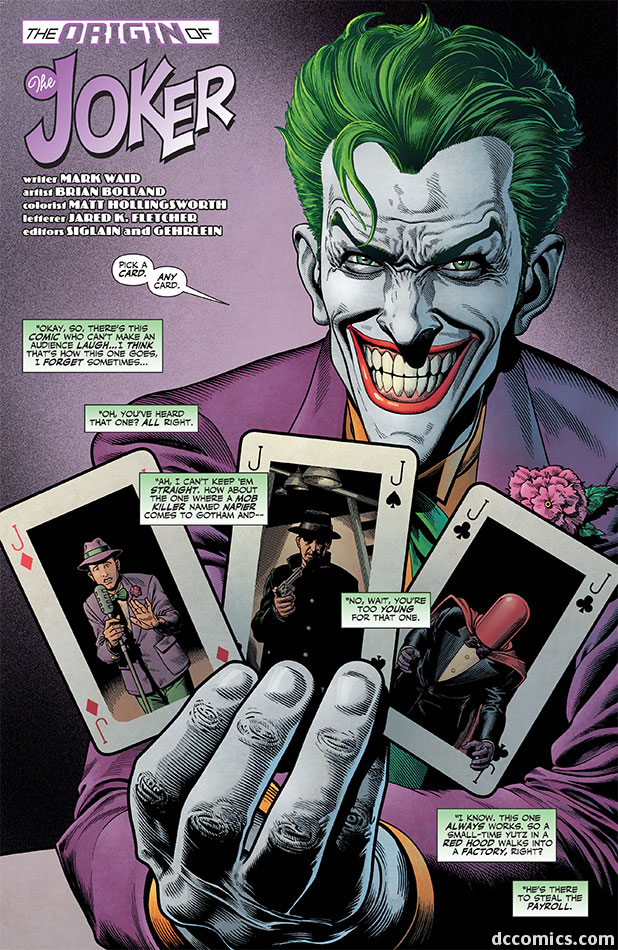 THE ORIGIN OF
The JOKER
writer MARK WAID
artist BRIAN BOLLAND
colorist MATT HOLLINGSWORTH
letterer JARED K. FLETCHER
editors SIGLAIN and GEHRLEIN
PICK A
CARD. ANY
CARD.
"OKAY, SO, THERE'S THIS
COMIC WHO CAN'T MAKE AN
AUDIENCE LAUGH...I THINK
THAT'S HOW THIS ONE GOES,
I FORGET SOMETIMES...
"OH, YOU'VE HEARD
THAT ONE? ALL RIGHT.
"AH, I CAN'T KEEP 'EM
STRAIGHT. HOW ABOUT
THE ONE WHERE A MOB
KILLER NAMED NAPIER
COMES TO GOTHAM AND--
"NO, WAIT, YOU'RE
TOO YOUNG
FOR THAT ONE.
J
J
J
J
J
J
"I KNOW. THIS ONE
ALWAYS WORKS. SO A
SMALL-TIME YUTZ IN A
RED HOOD WALKS INTO
A FACTORY, RIGHT?
"HE'S THERE
TO STEAL THE
PAYROLL.
dccomics.com